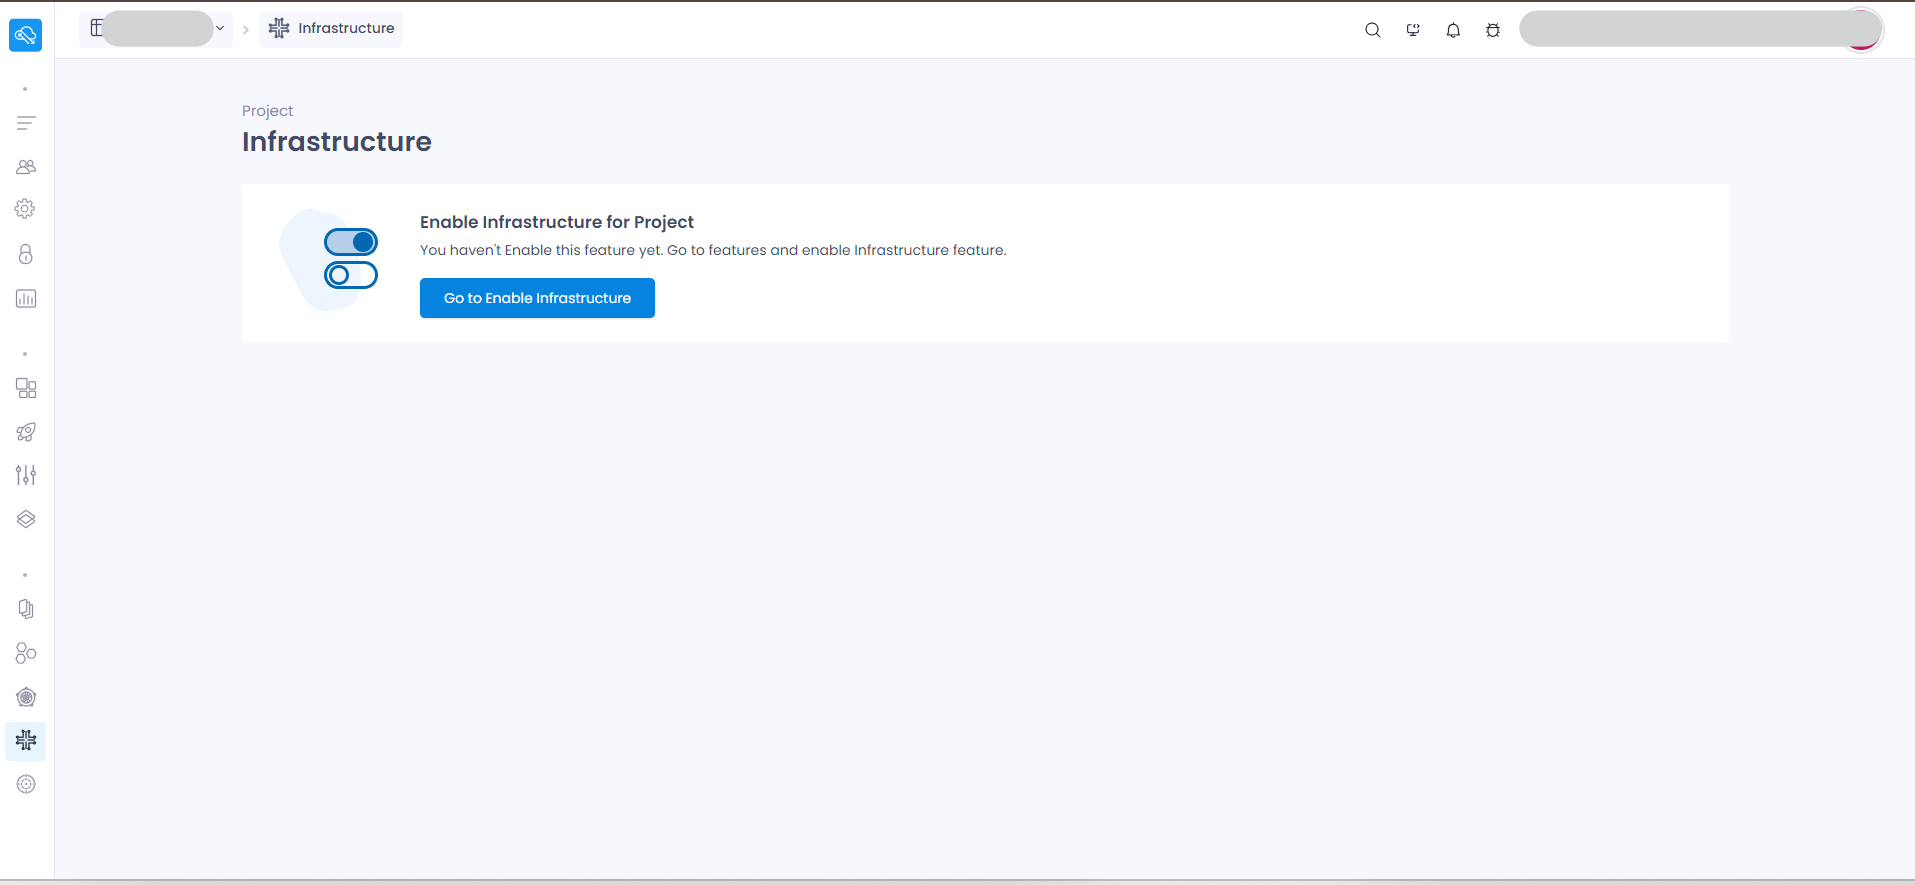 Infrastructure
Project
Infrastructure
Enable Infrastructure for Project
You haven't Enable this feature yet. Go to features and enable Infrastructure feature.
Go to Enable Infrastructure